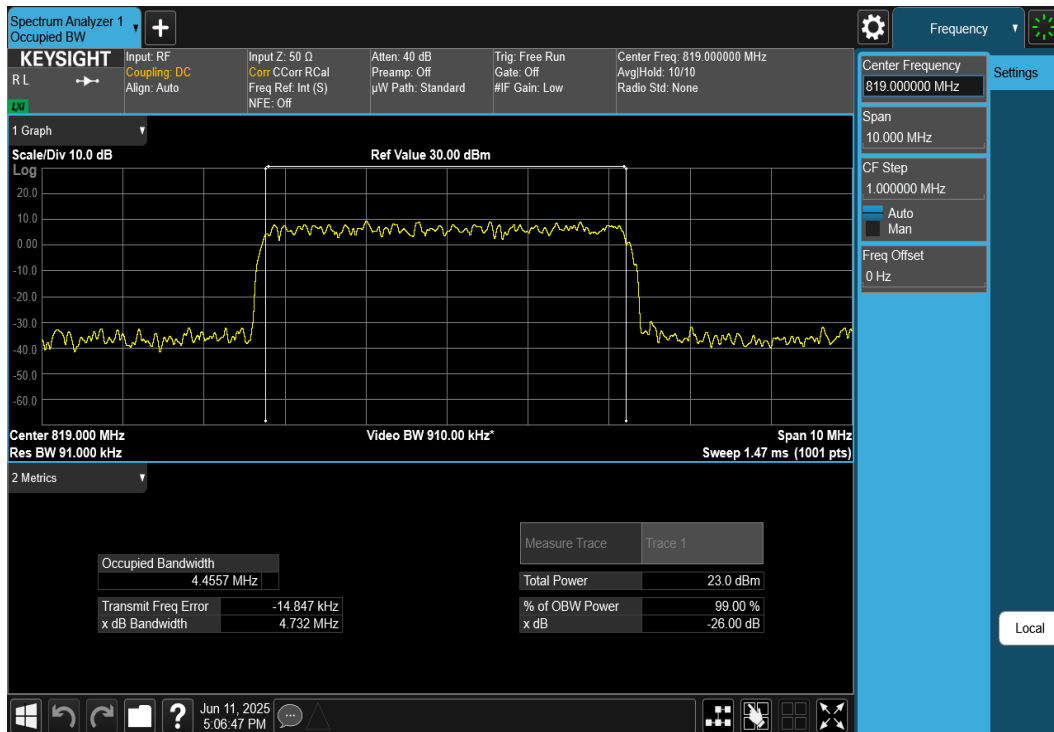 Spectrum Analyzer 1
Occupied BW
+
Frequency
KEYSIGHT
R L
LXI
Input: RF
Coupling: DC
Align: Auto
Input Z: 50 Ω
Corr CCorr RCal
Freq Ref: Int (S)
NFE: Off
Atten: 40 dB
Preamp: Off
µW Path: Standard
Trig: Free Run
Gate: Off
#IF Gain: Low
Center Freq: 819.000000 MHz
Avg|Hold: 10/10
Radio Std: None
Center Frequency
819.000000 MHz
Settings
Span
10.000 MHz
CF Step
1.000000 MHz
Auto
Man
Freq Offset
0 Hz
Local
1 Graph
Scale/Div 10.0 dB
Ref Value 30.00 dBm
Log
20.0
10.0
0.00
-10.0
-20.0
-30.0
-40.0
-50.0
-60.0
Center 819.000 MHz
Video BW 910.00 kHz*
Span 10 MHz
Res BW 91.000 kHz
Sweep 1.47 ms (1001 pts)
2 Metrics
Measure Trace
Trace 1
Occupied Bandwidth
4.4557 MHz
Total Power
23.0 dBm
Transmit Freq Error
-14.847 kHz
% of OBW Power
99.00 %
x dB Bandwidth
4.732 MHz
x dB
-26.00 dB
?
Jun 11, 2025
5:06:47 PM